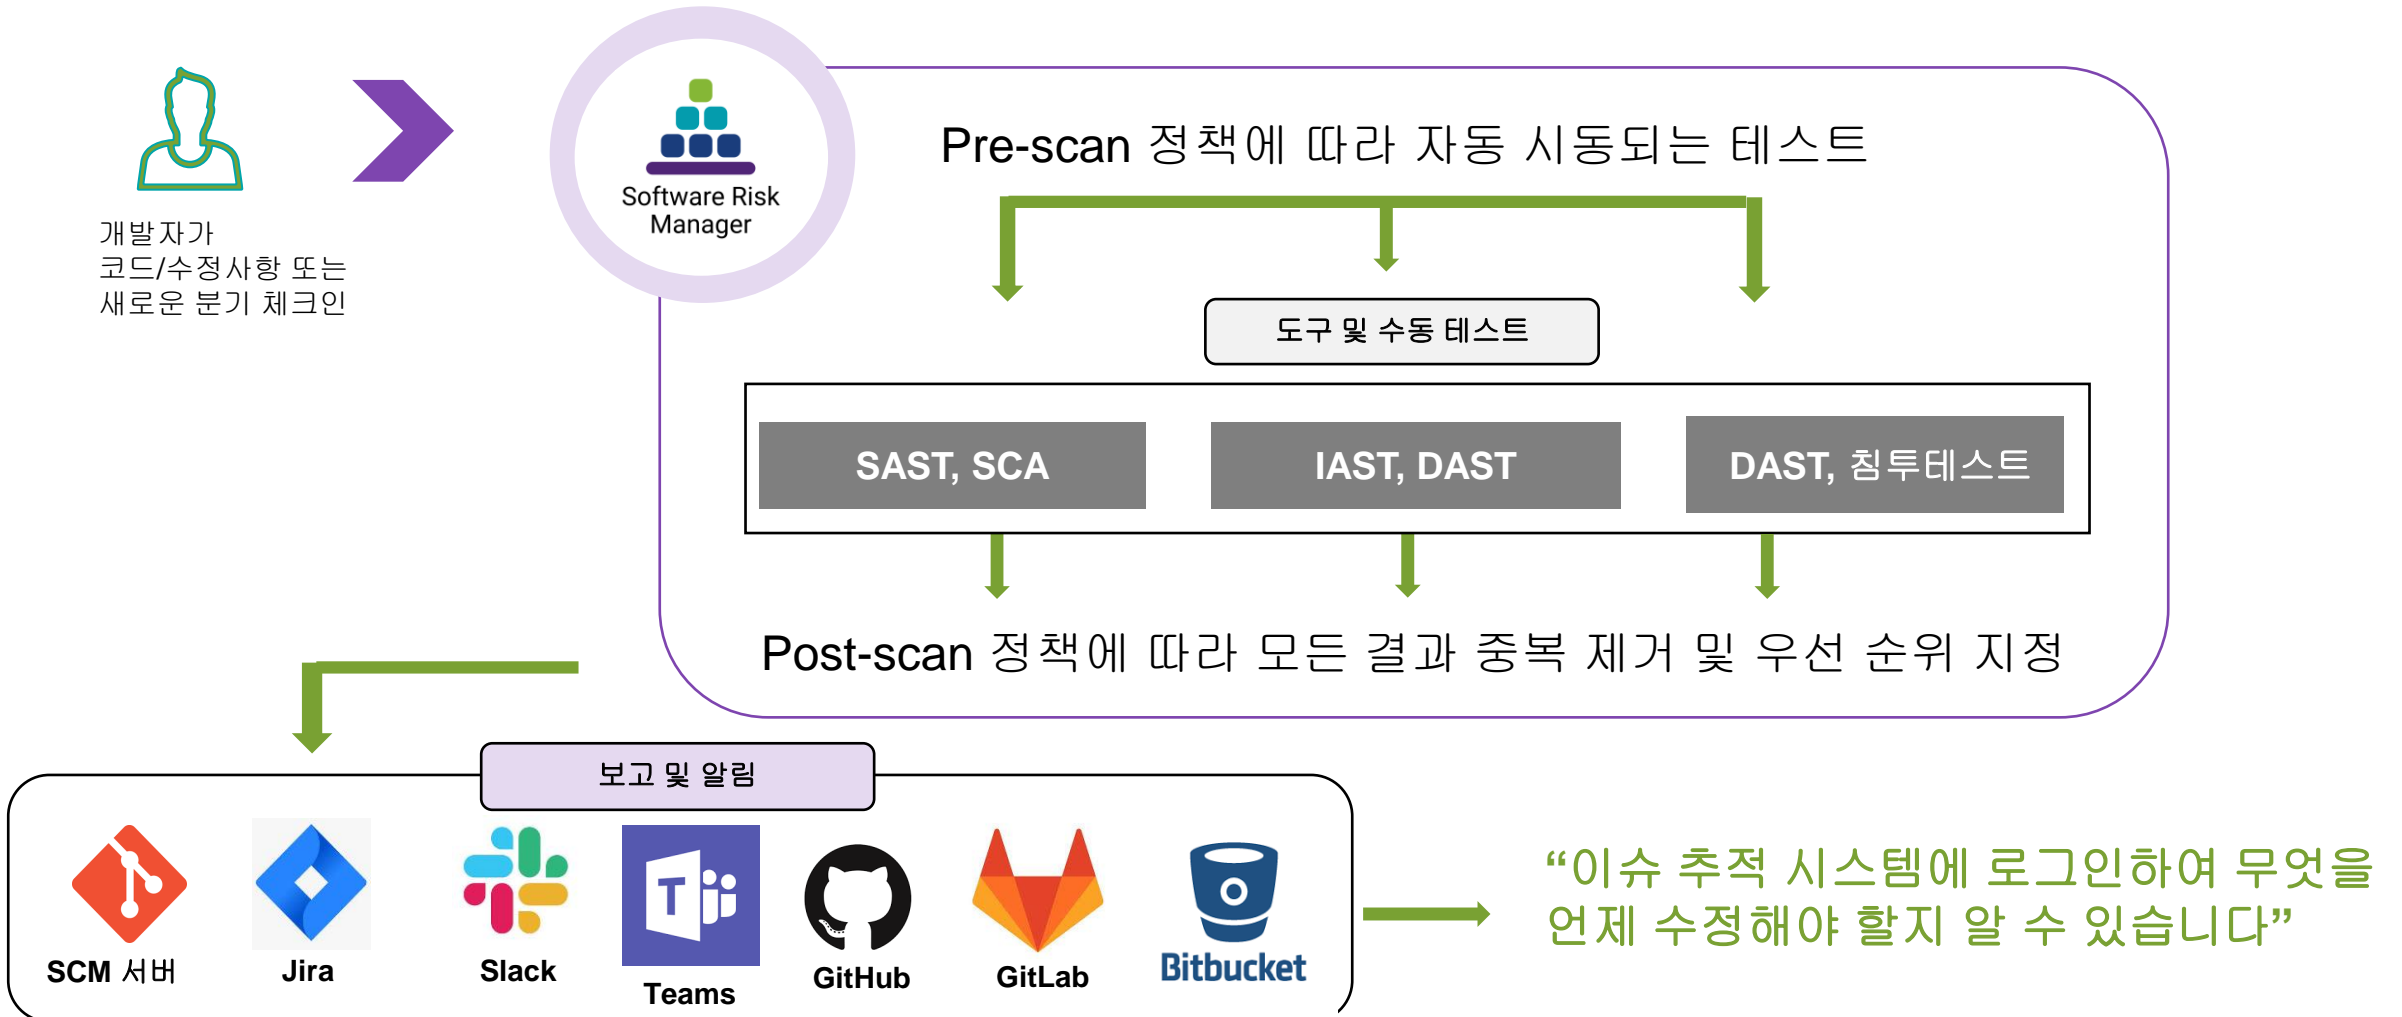 Software Risk
Manager
개발자가
코드/수정사항 또는
새로운 분기 체크인
Pre-scan 정책에 따라 자동 시동되는 테스트
도구 및 수동 테스트
SAST, SCA
IAST, DAST
DAST, 침투테스트
Post-scan 정책에 따라 모든 결과 중복 제거 및 우선 순위 지정
보고 및 알림
SCM 서버
Jira
Slack
T
Teams
GitHub
GitLab
Bitbucket
“이슈 추적 시스템에 로그인하여 무엇을
언제 수정해야 할지 알 수 있습니다”